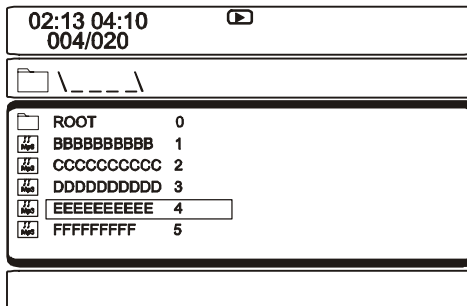 02:13 04:10
004/020
\_ _ _ _\
ROOT 0
BBBBBBBBBB 1
CCCCCCCCCC 2
DDDDDDDDDD 3
EEEEEEEEEE 4
FFFFFFFFF 5